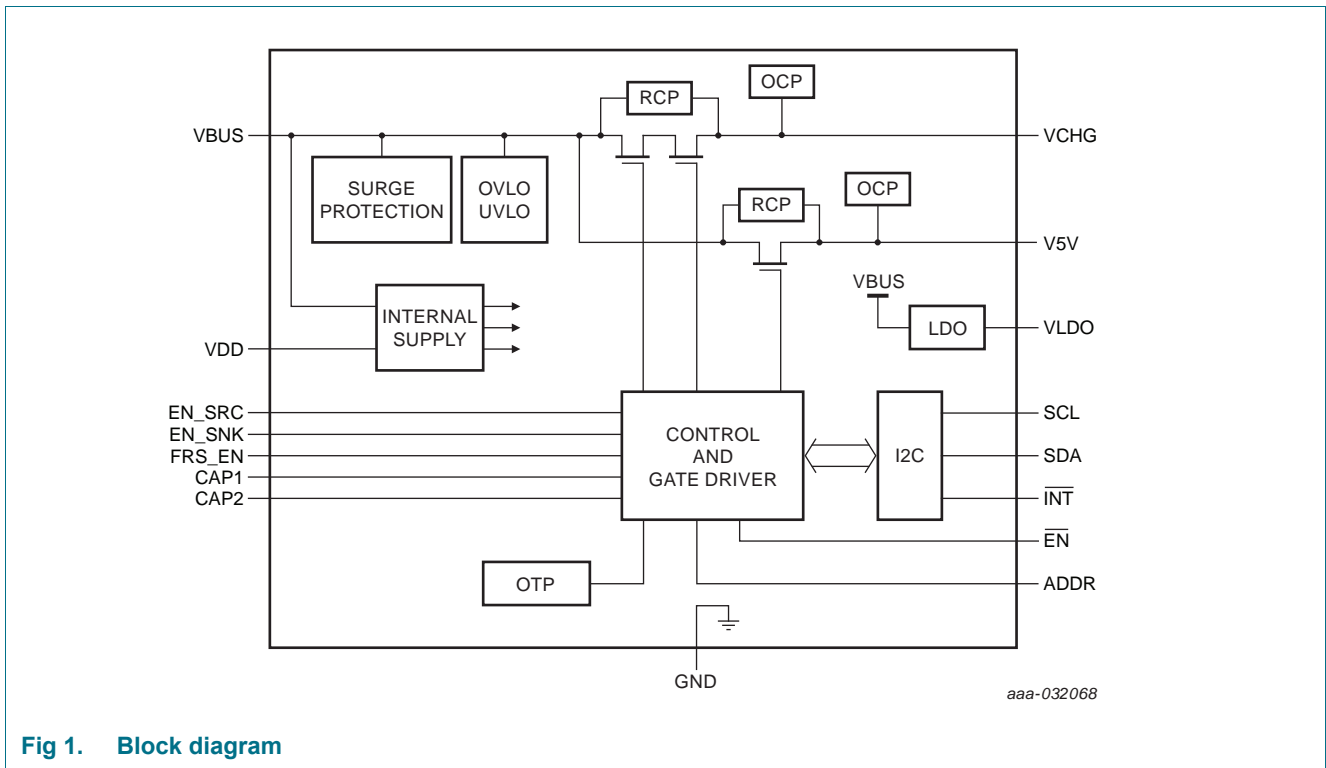 RCP
OCP
VBUS
VCHG
SURGE
PROTECTION
OVLO
UVLO
RCP
OCP
V5V
VBUS
INTERNAL
SUPPLY
LDO
VLDO
VDD
EN_SRC
EN_SNK
FRS_EN
CAP1
CAP2
CONTROL
AND
GATE DRIVER
I2C
SCL
SDA
INT
EN
OTP
ADDR
GND
aaa-032068
Fig 1. Block diagram